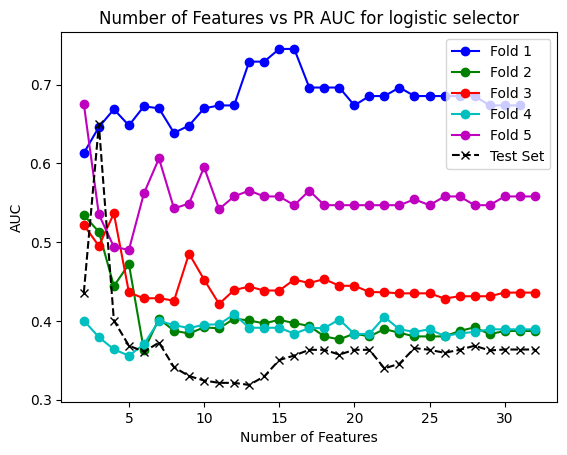 Number of Features vs PR AUC for logistic selector
Fold 1
Fold 2
Fold 3
Fold 4
Fold 5
Test Set
AUC
0.7
0.6
0.5
0.4
0.3
5 10 15 20 25 30
Number of Features